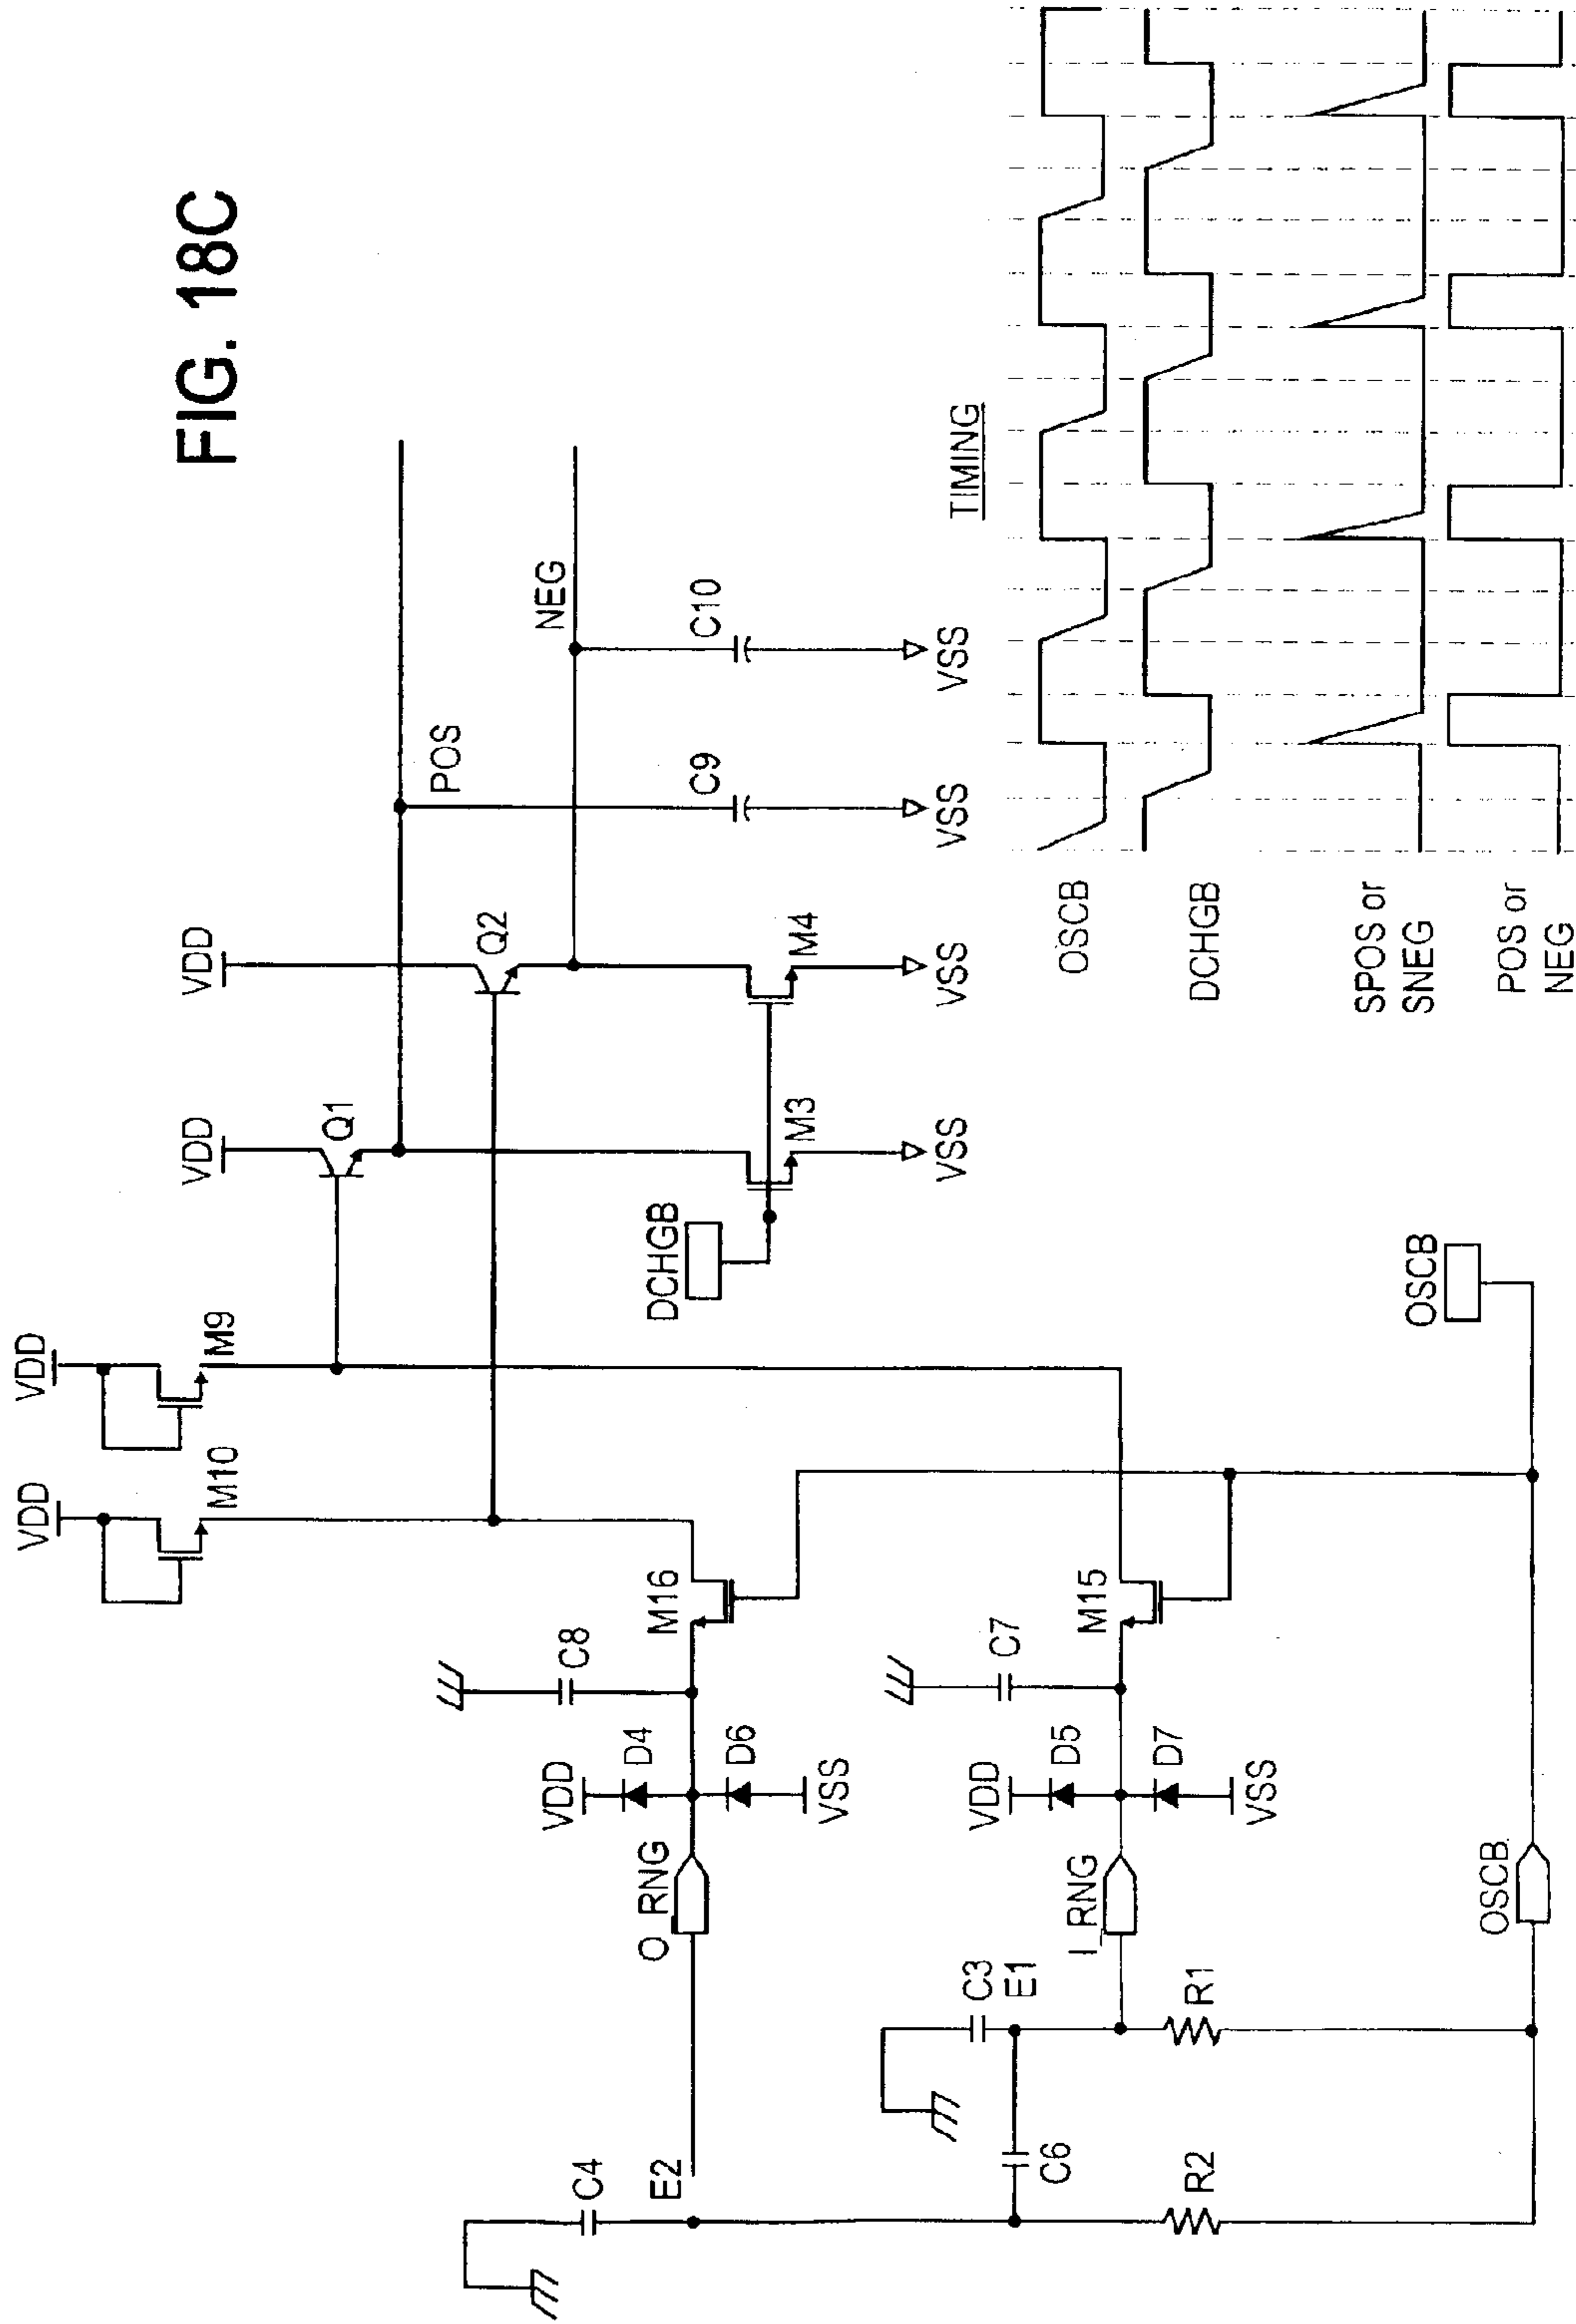 FIG. 18C
VDD
M10
VDD
M9
VDD
Q1
VDD
Q2
POS
NEG
C9
VSS
C10
VSS
DCHGB
M3
VSS
M4
VSS
C4
E2
O_RNG
VDD
D4
D6
VSS
C8
M16
C3
E1
C6
I_RNG
VDD
D5
D7
VSS
C7
M15
R2
R1
OSCB
OSCB
TIMING
OSCB
DCHGB
SPOS or
SNEG
POS or
NEG